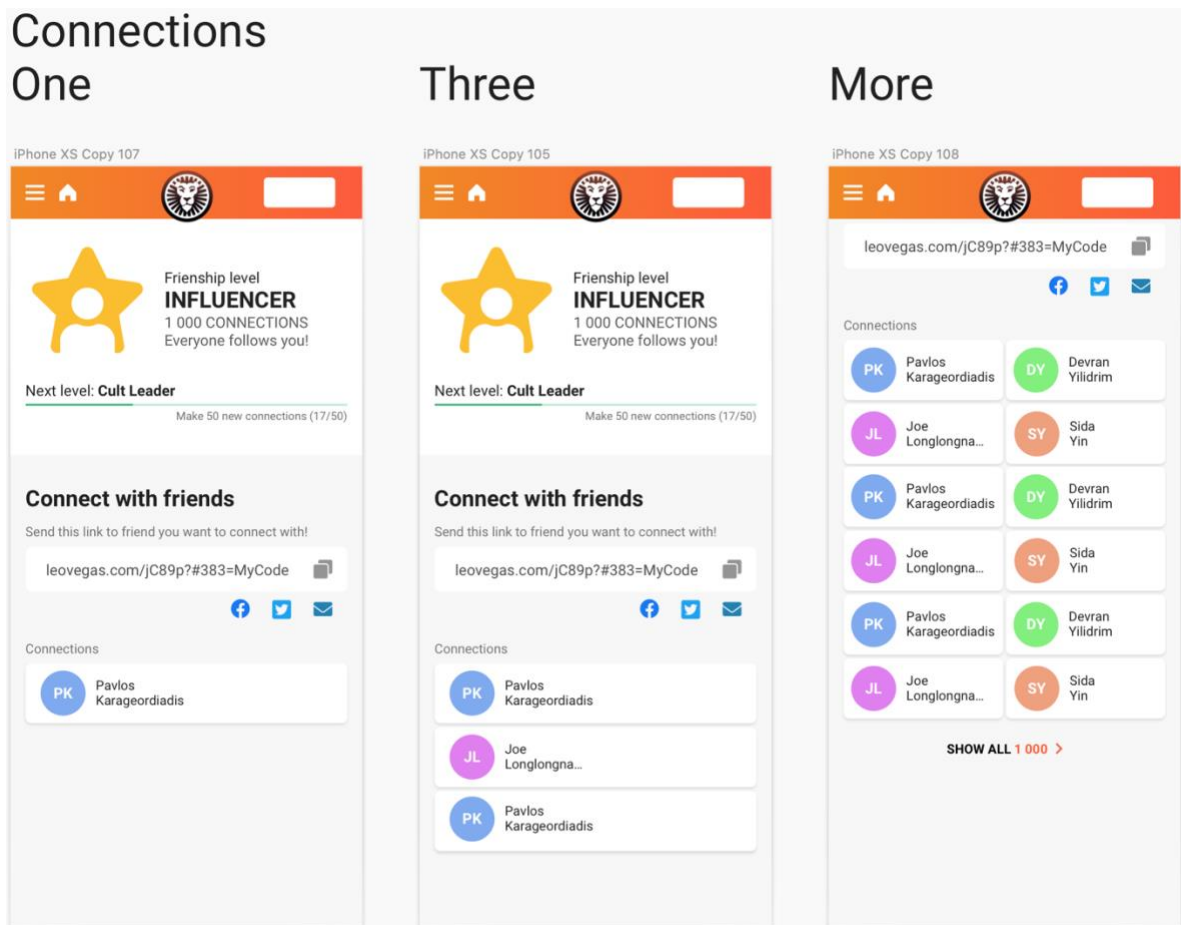 Connections
One
Three
More
iPhone XS Copy 107
Frienship level
INFLUENCER
1 000 CONNECTIONS
Everyone follows you!
Next level: Cult Leader
Make 50 new connections (17/50)
Connect with friends
Send this link to friend you want to connect with!
leovegas.com/jC89p?#383=MyCode
Connections
PK
Pavlos
Karageordiadis
iPhone XS Copy 105
Frienship level
INFLUENCER
1 000 CONNECTIONS
Everyone follows you!
Next level: Cult Leader
Make 50 new connections (17/50)
Connect with friends
Send this link to friend you want to connect with!
leovegas.com/jC89p?#383=MyCode
Connections
PK
Pavlos
Karageordiadis
JL
Joe
Longlongna...
PK
Pavlos
Karageordiadis
iPhone XS Copy 108
leovegas.com/jC89p?#383=MyCode
Connections
PK
Pavlos
Karageordiadis
DY
Devran
Yilidrim
JL
Joe
Longlongna...
SY
Sida
Yin
PK
Pavlos
Karageordiadis
DY
Devran
Yilidrim
JL
Joe
Longlongna...
SY
Sida
Yin
PK
Pavlos
Karageordiadis
DY
Devran
Yilidrim
JL
Joe
Longlongna...
SY
Sida
Yin
SHOW ALL 1 000 >